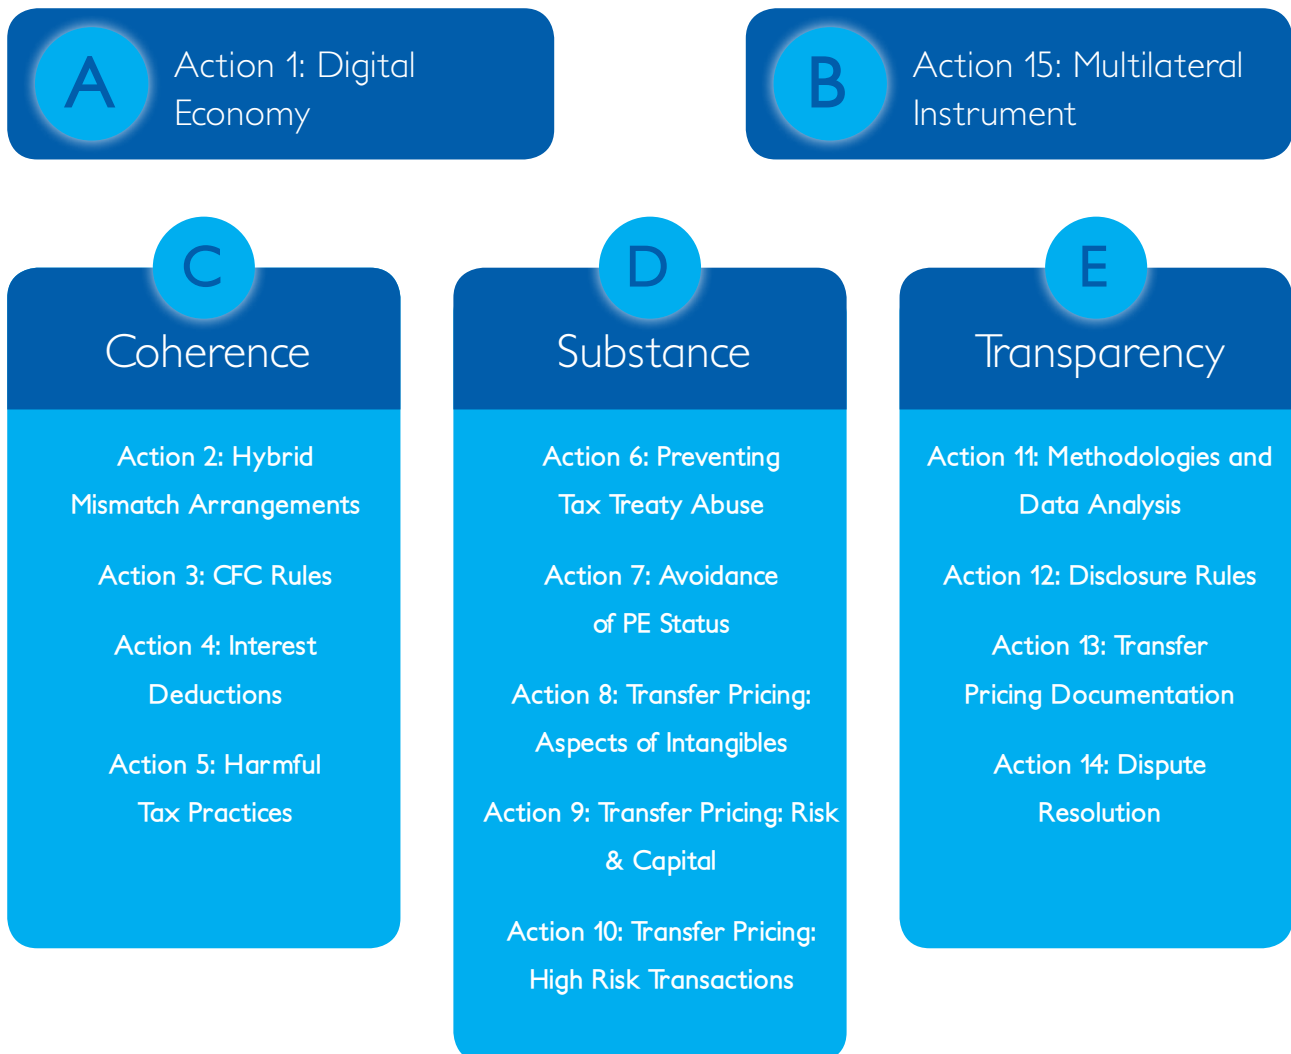 A
Action 1: Digital
Economy
B
Action 15: Multilateral
Instrument
C
Coherence
Action 2: Hybrid
Mismatch Arrangements
Action 3: CFC Rules
Action 4: Interest
Deductions
Action 5: Harmful
Tax Practices
D
Substance
Action 6: Preventing
Tax Treaty Abuse
Action 7: Avoidance
of PE Status
Action 8: Transfer Pricing:
Aspects of Intangibles
Action 9: Transfer Pricing: Risk
& Capital
Action 10: Transfer Pricing:
High Risk Transactions
E
Transparency
Action 11: Methodologies and
Data Analysis
Action 12: Disclosure Rules
Action 13: Transfer
Pricing Documentation
Action 14: Dispute
Resolution